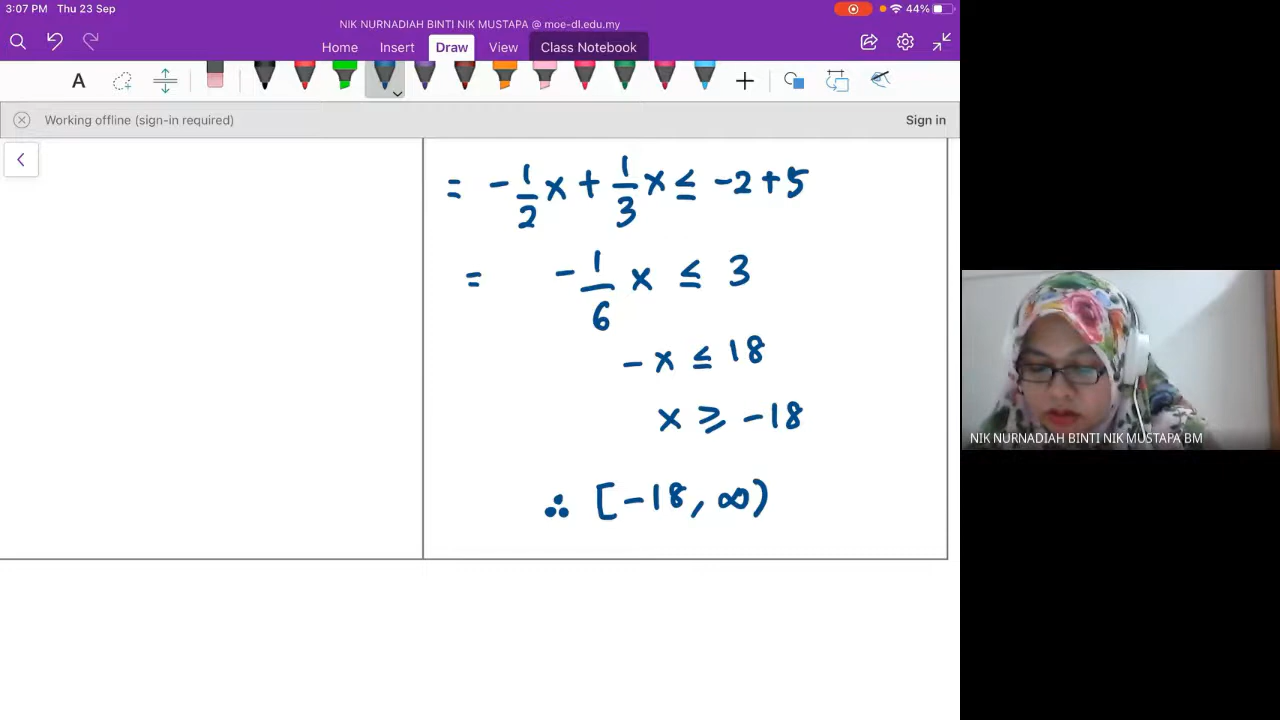 3:07 PM Thu 23 Sep
44%
NIK NURNADIAH BINTI NIK MUSTAPA @ moe-dl.edu.my
Home Insert Draw View Class Notebook
A
Working offline (sign-in required) Sign in
= -1/2 x + 1/3 x ≤ -2+5
= -1/6 x ≤ 3
-x ≤ 18
x ≥ -18
∴ [-18, ∞)
NIK NURNADIAH BINTI NIK MUSTAPA BM